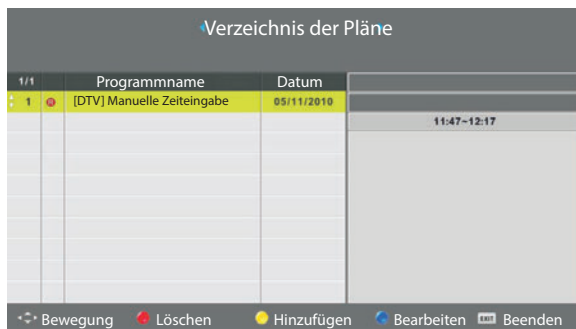 Verzeichnis der Pläne
1/1 Programmname Datum
1 [DTV] Manuelle Zeiteingabe 05/11/2010
11:47~12:17
Bewegung Löschen Hinzufügen Bearbeiten EXIT Beenden